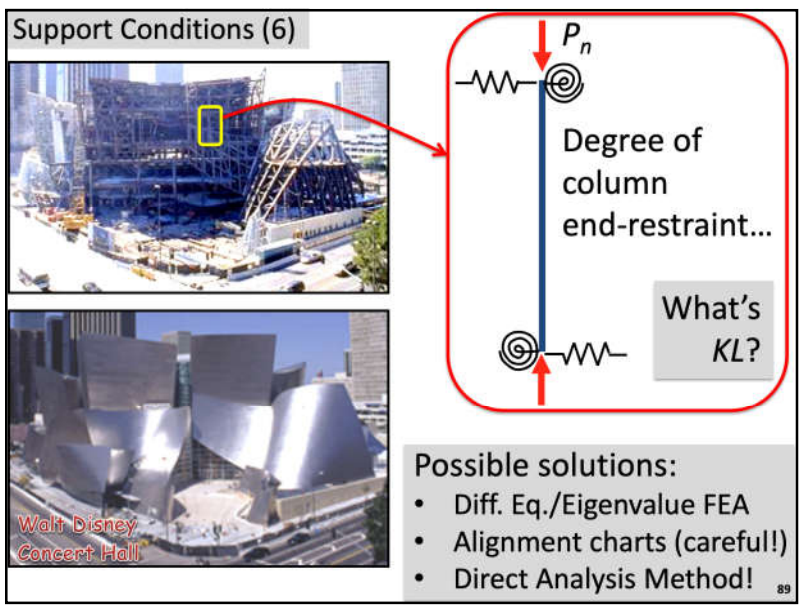 Support Conditions (6)
Pn
Degree of
column
end-restraint...
What's
KL?
Walt Disney
Concert Hall
Possible solutions:
• Diff. Eq./Eigenvalue FEA
• Alignment charts (careful!)
• Direct Analysis Method!
89